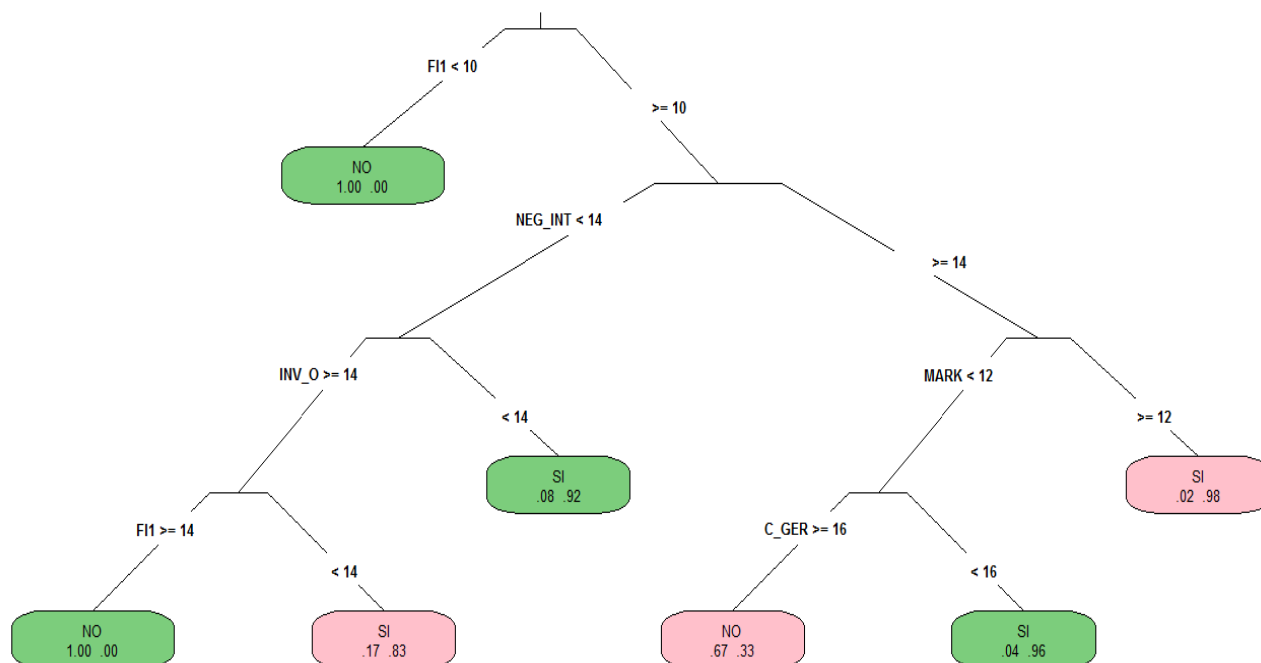 FI1 < 10
>= 10
NO
1.00 .00
NEG_INT < 14
>= 14
INV_O >= 14
< 14
MARK < 12
>= 12
SI
.08 .92
SI
.02 .98
FI1 >= 14
< 14
C_GER >= 16
< 16
NO
1.00 .00
SI
.17 .83
NO
.67 .33
SI
.04 .96